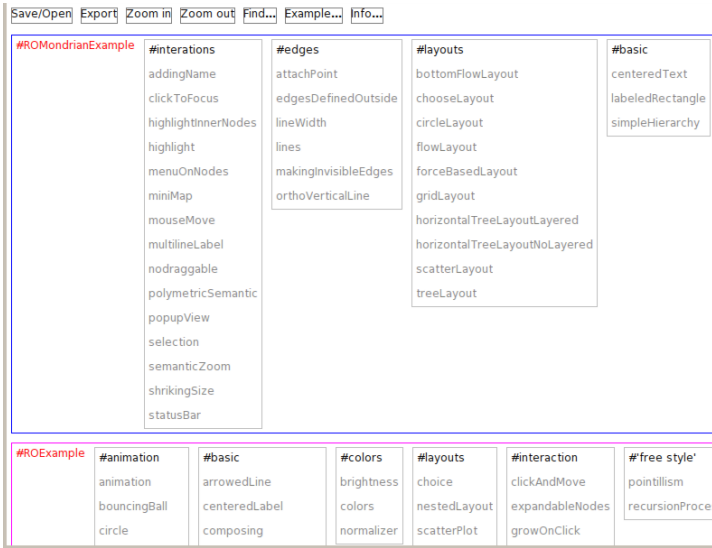 Save/Open Export Zoom in Zoom out Find... Example... Info...
#ROMondrianExample
#interations
addingName
clickToFocus
highlightInnerNodes
highlight
menuOnNodes
miniMap
mouseMove
multilineLabel
nodraggable
polymetricSemantic
popupView
selection
semanticZoom
shrikingSize
statusBar
#edges
attachPoint
edgesDefinedOutside
lineWidth
lines
makingInvisibleEdges
orthoVerticalLine
#layouts
bottomFlowLayout
chooseLayout
circleLayout
flowLayout
forceBasedLayout
gridLayout
horizontalTreeLayoutLayered
horizontalTreeLayoutNoLayered
scatterLayout
treeLayout
#basic
centeredText
labeledRectangle
simpleHierarchy
#ROExample
#animation
animation
bouncingBall
circle
#basic
arrowedLine
centeredLabel
composing
#colors
brightness
colors
normalizer
#layouts
choice
nestedLayout
scatterPlot
#interaction
clickAndMove
expandableNodes
growOnClick
#'free style'
pointillism
recursionProce